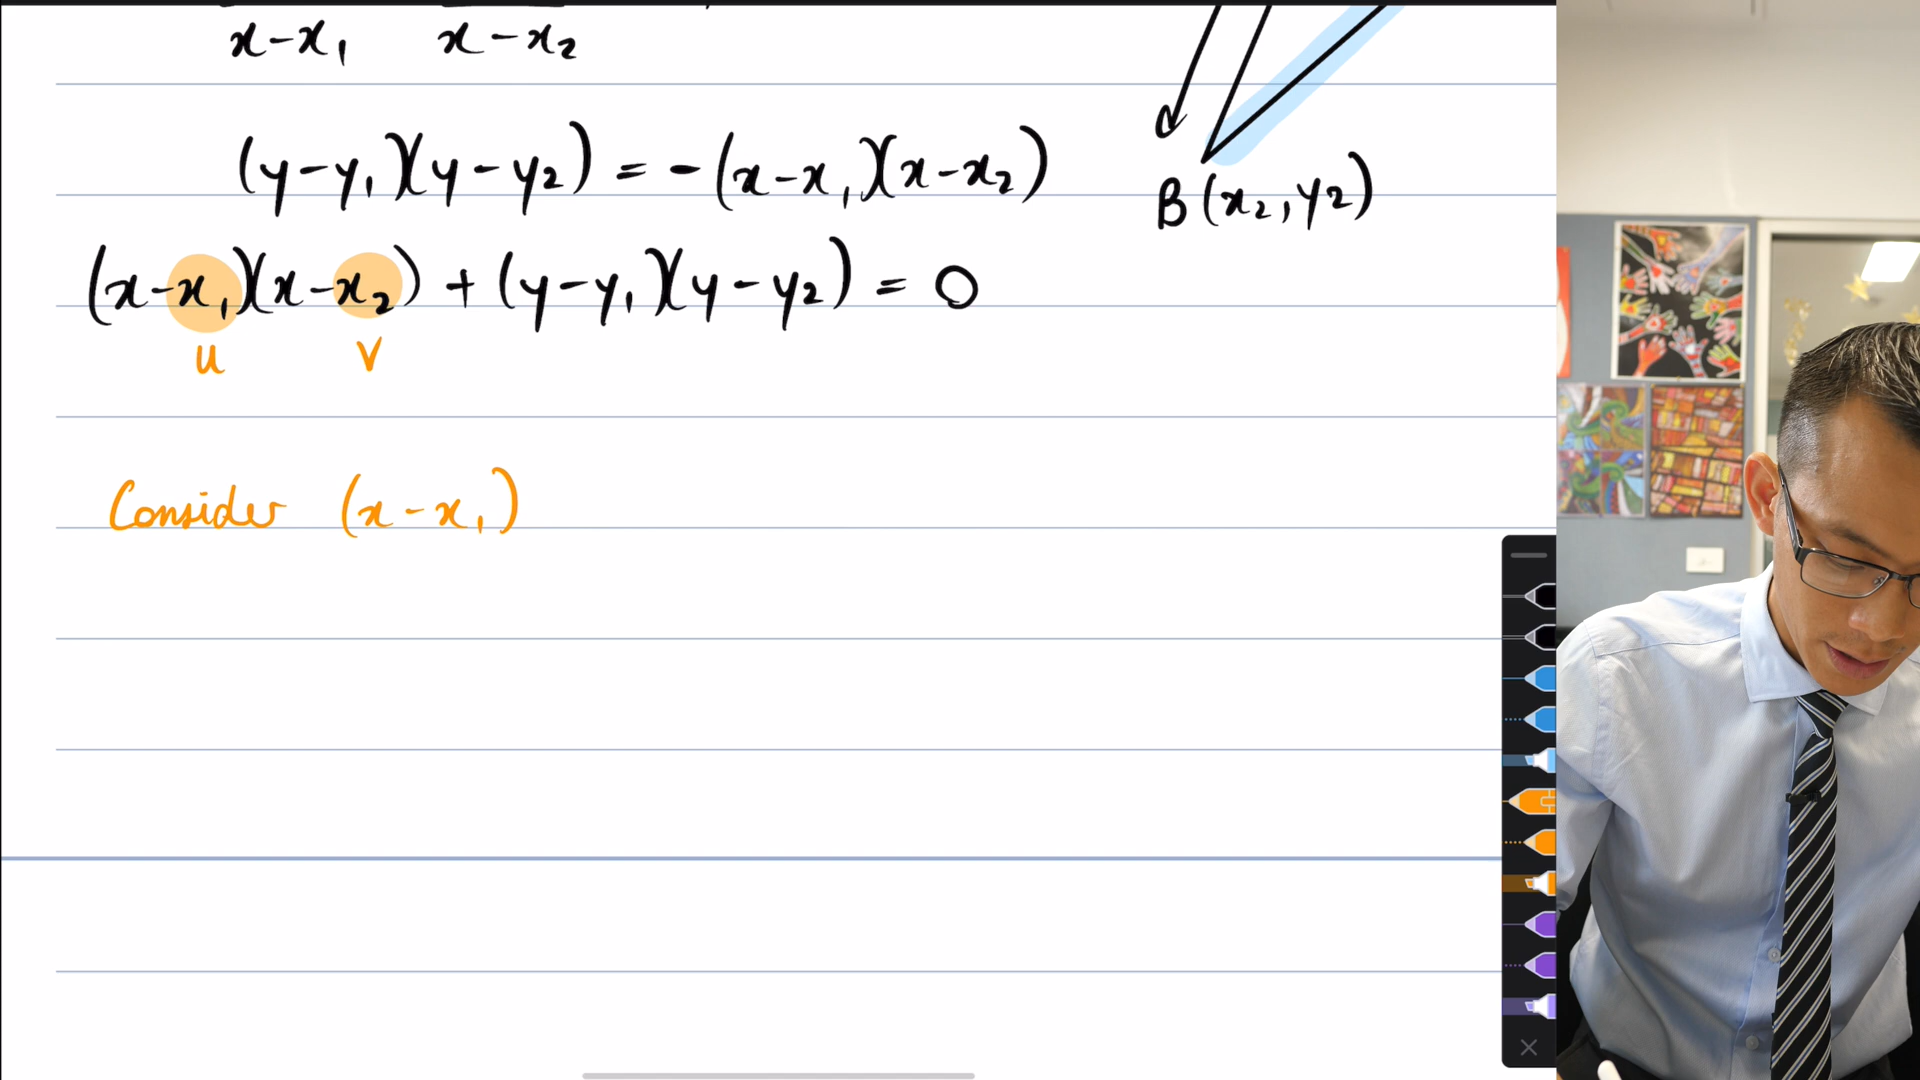 x-x₁ x-x₂
(y-y₁)(y-y₂) = -(x-x₁)(x-x₂)
B(x₂,y₂)
(x-x₁)(x-x₂) + (y-y₁)(y-y₂) = 0
u v
Consider (x-x₁)